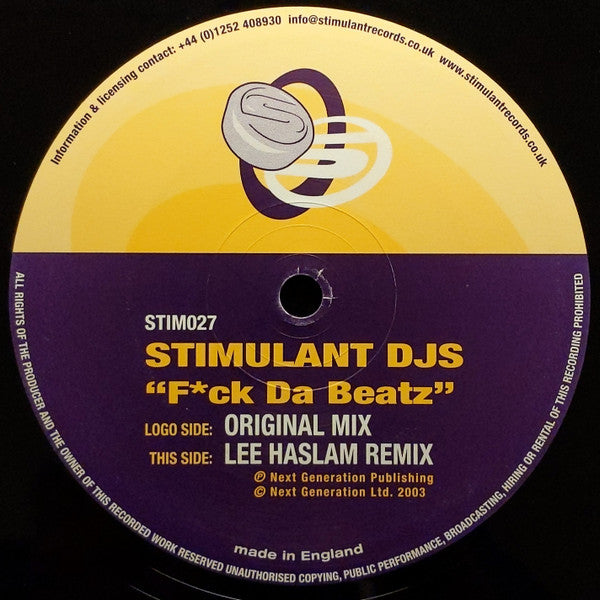 Information & licensing contact: +44 (0)1252 408930 info@stimulantrecords.co.uk www.stimulantrecords.co.uk
S
S
STIM027
STIMULANT DJS
“F*ck Da Beatz”
LOGO SIDE: ORIGINAL MIX
THIS SIDE: LEE HASLAM REMIX
℗ Next Generation Publishing
© Next Generation Ltd. 2003
made in England
ALL RIGHTS OF THE PRODUCER AND THE OWNER OF THIS RECORDED WORK RESERVED UNAUTHORISED COPYING, PUBLIC PERFORMANCE, BROADCASTING, HIRING OR RENTAL OF THIS RECORDING PROHIBITED